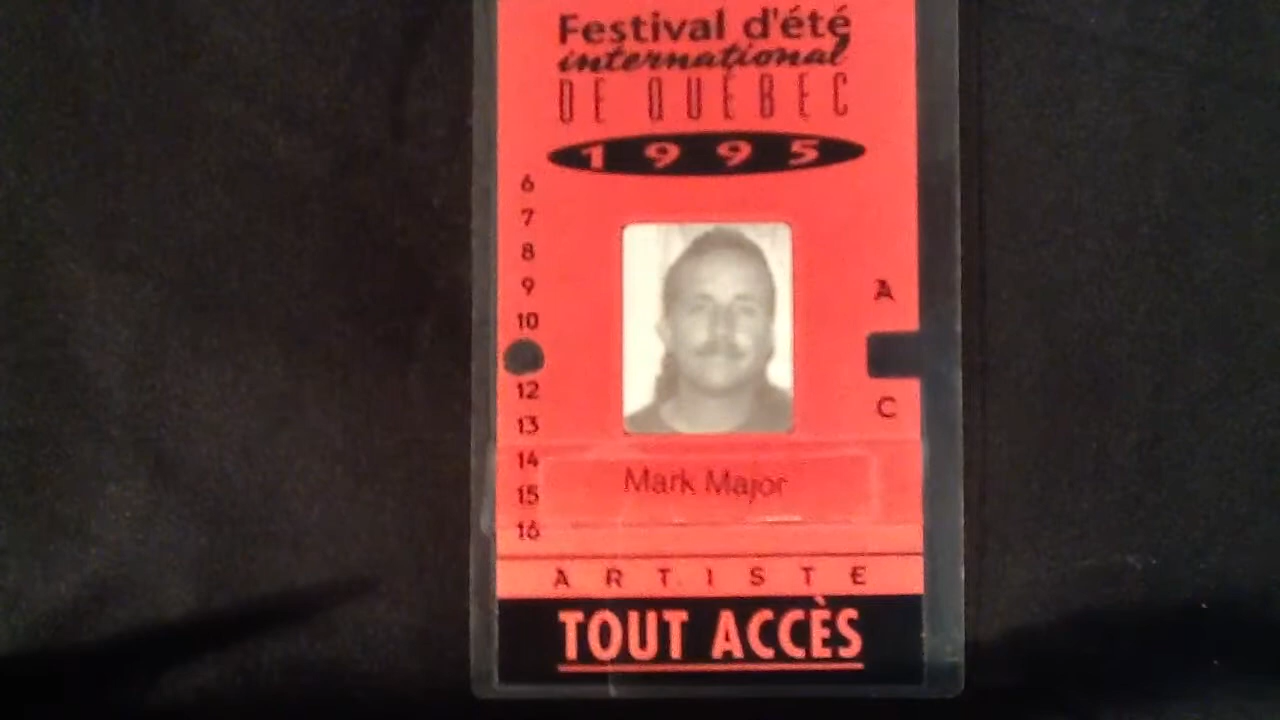 Festival d'été
international
DE QUÉBEC
1995
6
7
8
9
A
10
12
C
13
14
Mark Major
15
16
ARTISTE
TOUT ACCÈS